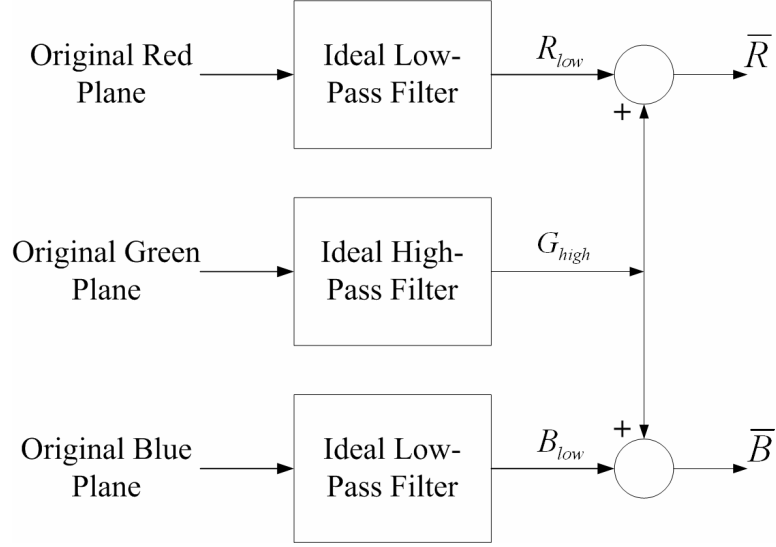 Original Red
Plane
Ideal Low-
Pass Filter
R_low
+
R̅
Original Green
Plane
Ideal High-
Pass Filter
G_high
Original Blue
Plane
Ideal Low-
Pass Filter
B_low
+
B̅